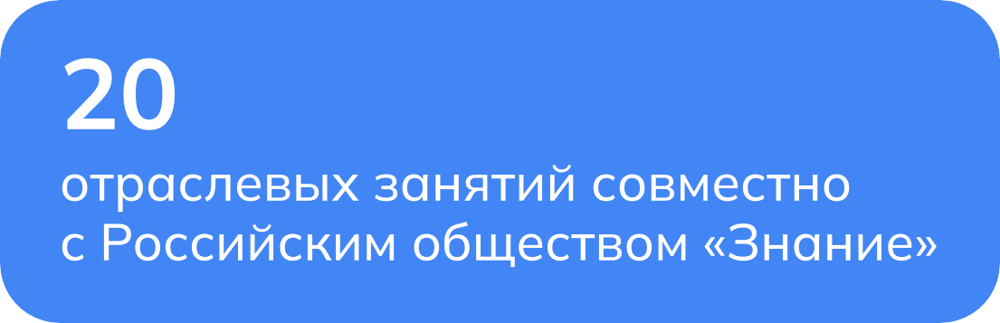 20
отраслевых занятий совместно
с Российским обществом «Знание»